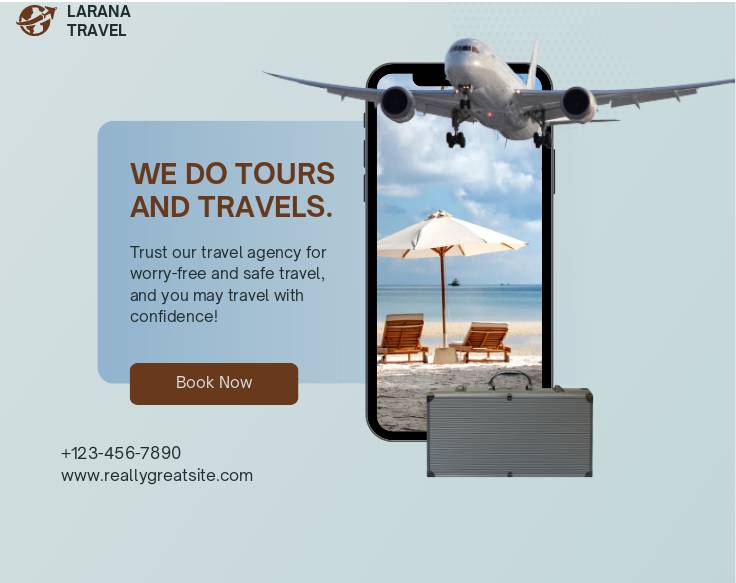 LARANA
TRAVEL
WE DO TOURS
AND TRAVELS.
Trust our travel agency for
worry-free and safe travel,
and you may travel with
confidence!
Book Now
+123-456-7890
www.reallygreatsite.com